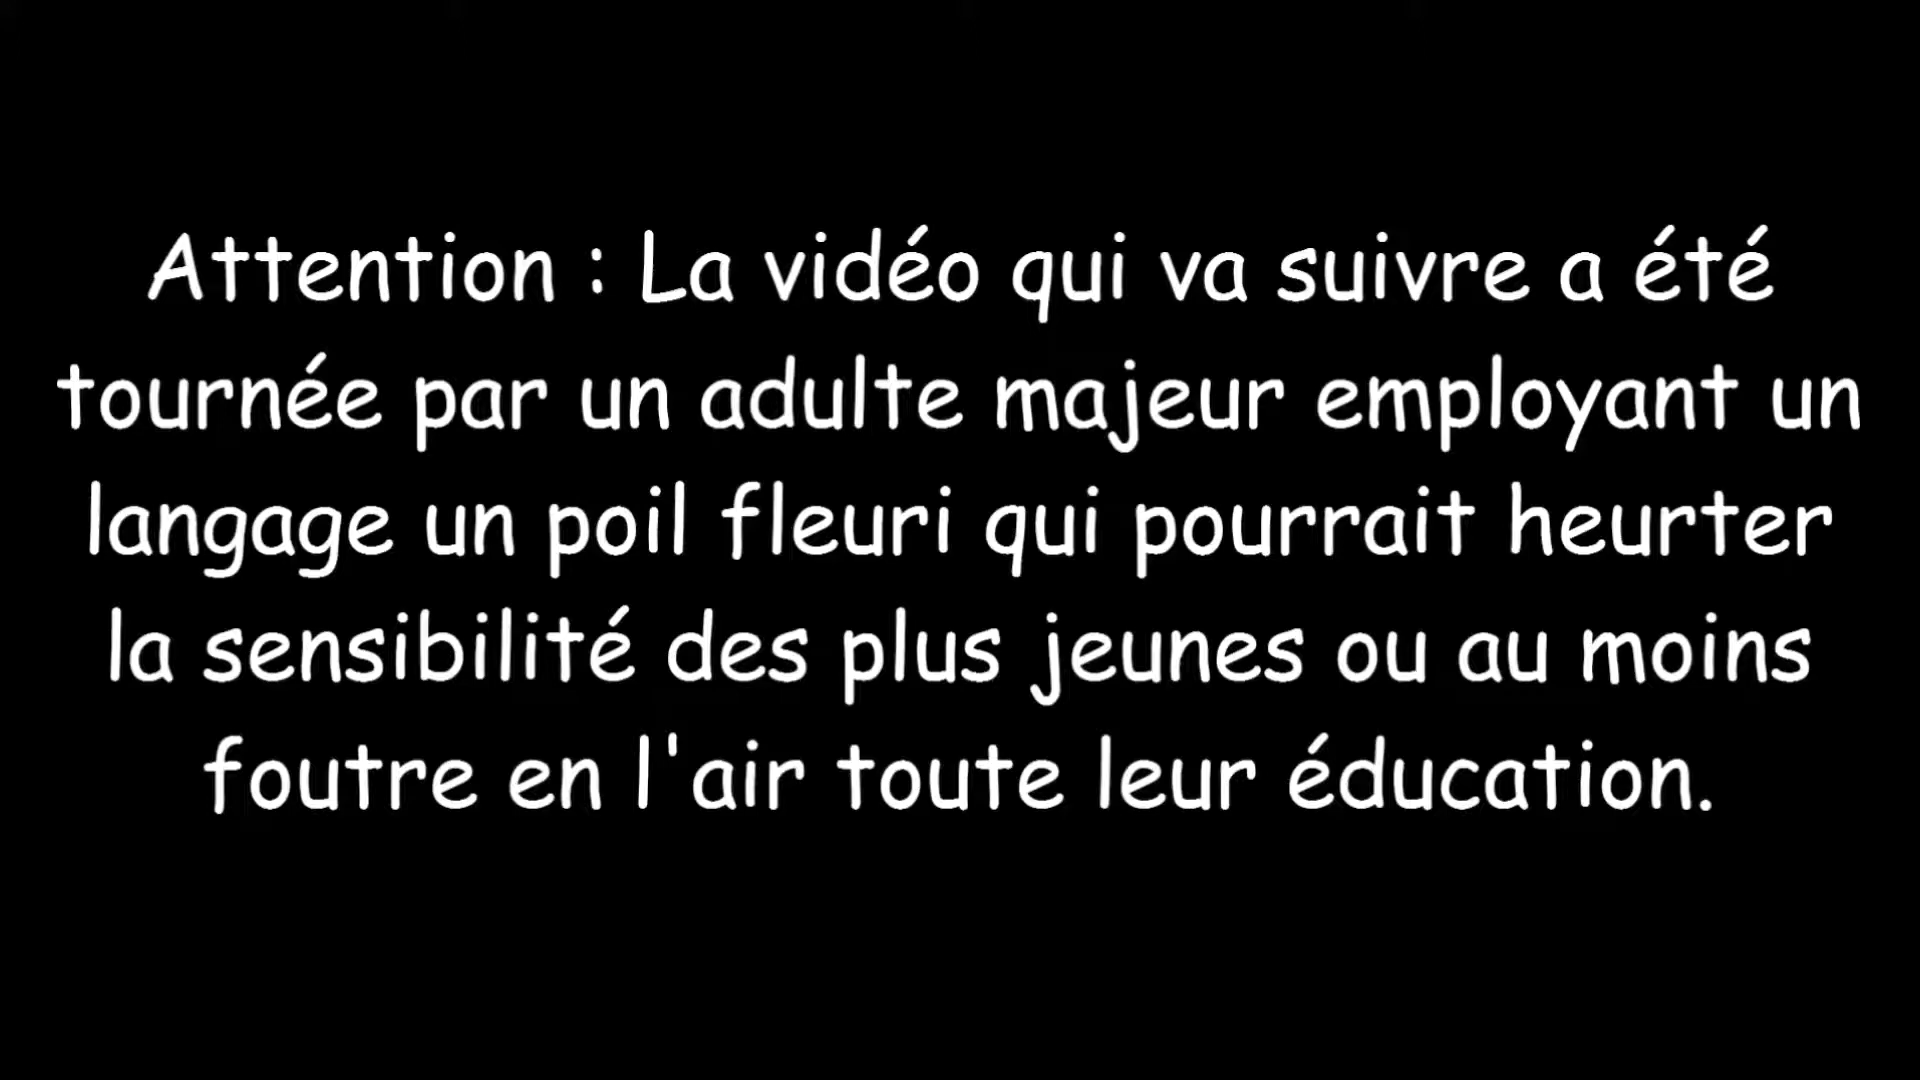 Attention : La vidéo qui va suivre a été
tournée par un adulte majeur employant un
langage un poil fleuri qui pourrait heurter
la sensibilité des plus jeunes ou au moins
foutre en l'air toute leur éducation.